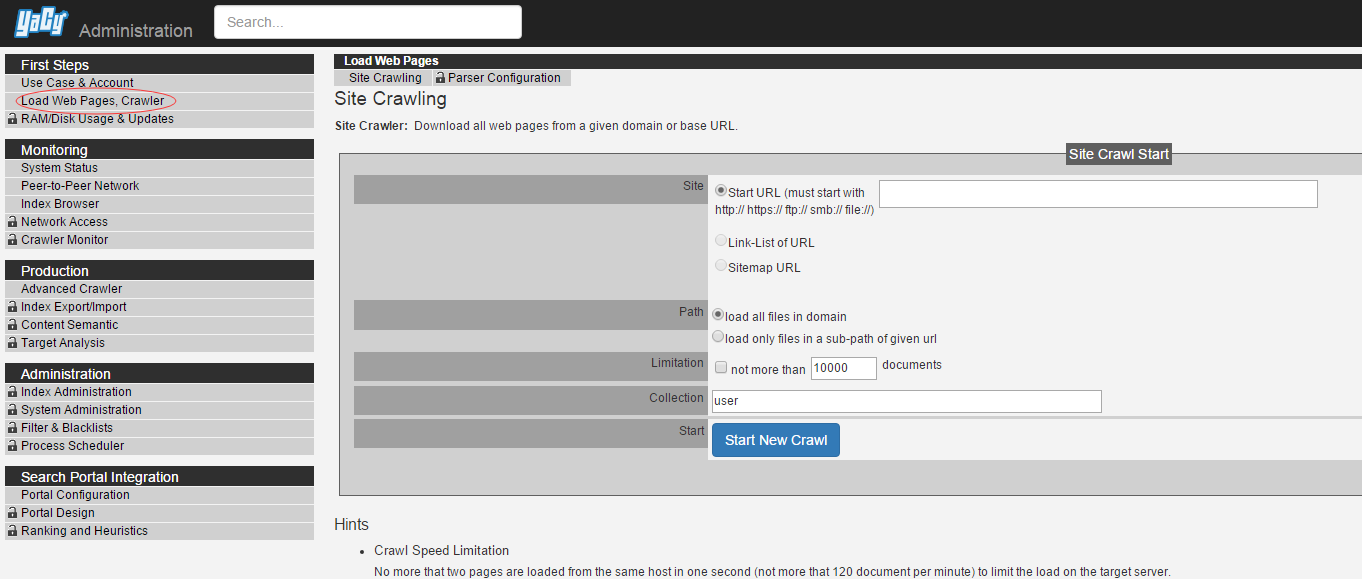 YaCy Administration Search...
First Steps
Use Case & Account
Load Web Pages, Crawler
RAM/Disk Usage & Updates
Monitoring
System Status
Peer-to-Peer Network
Index Browser
Network Access
Crawler Monitor
Production
Advanced Crawler
Index Export/Import
Content Semantic
Target Analysis
Administration
Index Administration
System Administration
Filter & Blacklists
Process Scheduler
Search Portal Integration
Portal Configuration
Portal Design
Ranking and Heuristics
Load Web Pages
Site Crawling Parser Configuration
Site Crawling
Site Crawler: Download all web pages from a given domain or base URL.
Site Crawl Start
Site
Start URL (must start with
http:// https:// ftp:// smb:// file://)
Link-List of URL
Sitemap URL
Path
load all files in domain
load only files in a sub-path of given url
Limitation
not more than 10000 documents
Collection
user
Start
Start New Crawl
Hints
• Crawl Speed Limitation
No more that two pages are loaded from the same host in one second (not more that 120 document per minute) to limit the load on the target server.